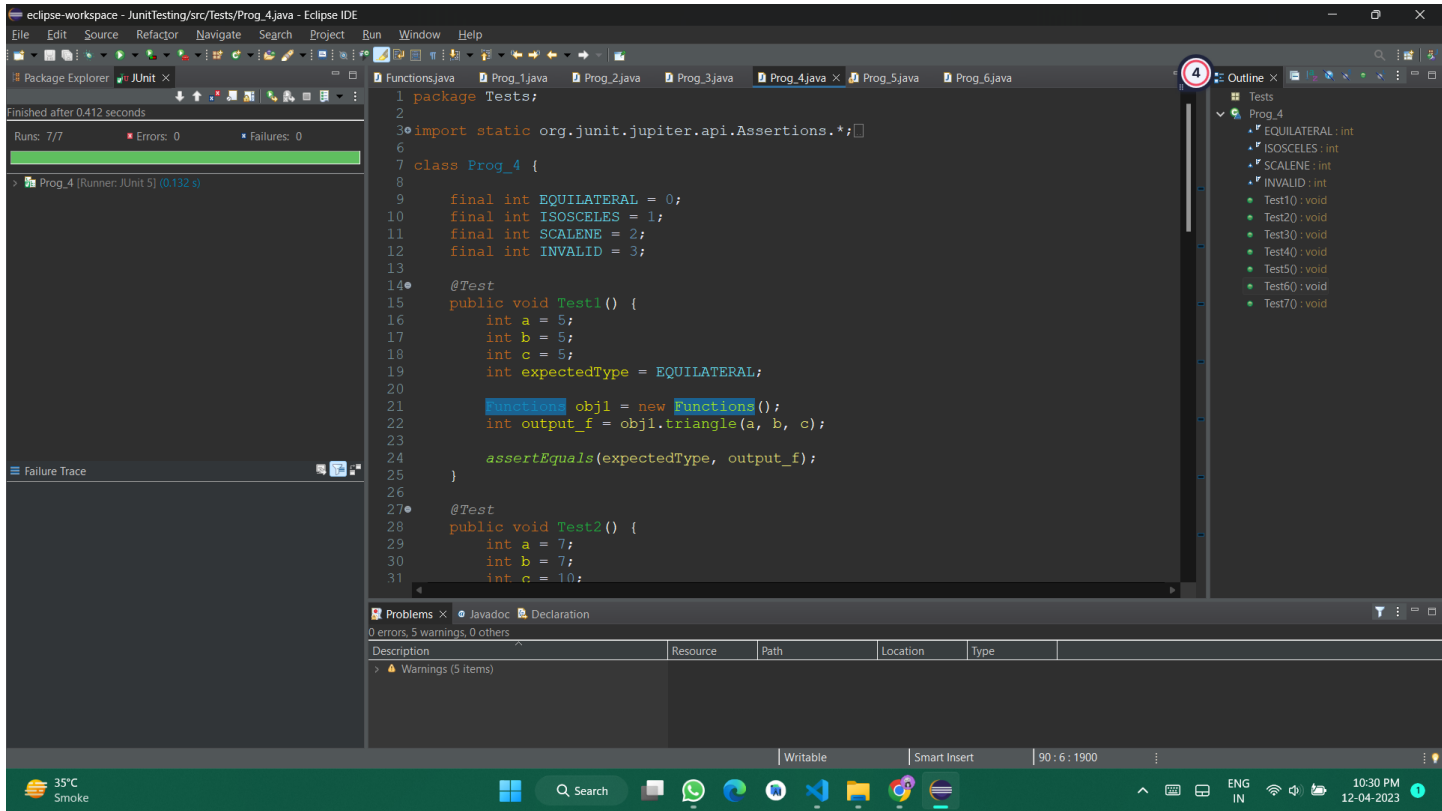 eclipse-workspace - JunitTesting/src/Tests/Prog_4.java - Eclipse IDE
File Edit Source Refactor Navigate Search Project Run Window Help
Package Explorer JUnit
Finished after 0.412 seconds
Runs: 7/7 Errors: 0 Failures: 0
Prog_4 [Runner: JUnit 5] (0.132 s)
Failure Trace
Functions.java Prog_1.java Prog_2.java Prog_3.java Prog_4.java Prog_5.java Prog_6.java
1 package Tests;
2
3 import static org.junit.jupiter.api.Assertions.*;
6
7 class Prog_4 {
8
9 final int EQUILATERAL = 0;
10 final int ISOSCELES = 1;
11 final int SCALENE = 2;
12 final int INVALID = 3;
13
14 @Test
15 public void Test1() {
16 int a = 5;
17 int b = 5;
18 int c = 5;
19 int expectedType = EQUILATERAL;
20
21 Functions obj1 = new Functions();
22 int output_f = obj1.triangle(a, b, c);
23
24 assertEquals(expectedType, output_f);
25 }
26
27 @Test
28 public void Test2() {
29 int a = 7;
30 int b = 7;
31 int c = 10;
4
Outline
Tests
Prog_4
EQUILATERAL : int
ISOSCELES : int
SCALENE : int
INVALID : int
Test1() : void
Test2() : void
Test3() : void
Test4() : void
Test5() : void
Test6() : void
Test7() : void
Problems Javadoc Declaration
0 errors, 5 warnings, 0 others
Description Resource Path Location Type
Warnings (5 items)
Writable Smart Insert 90 : 6 : 1900
35°C
Smoke
Search
ENG
IN
10:30 PM
12-04-2023
1